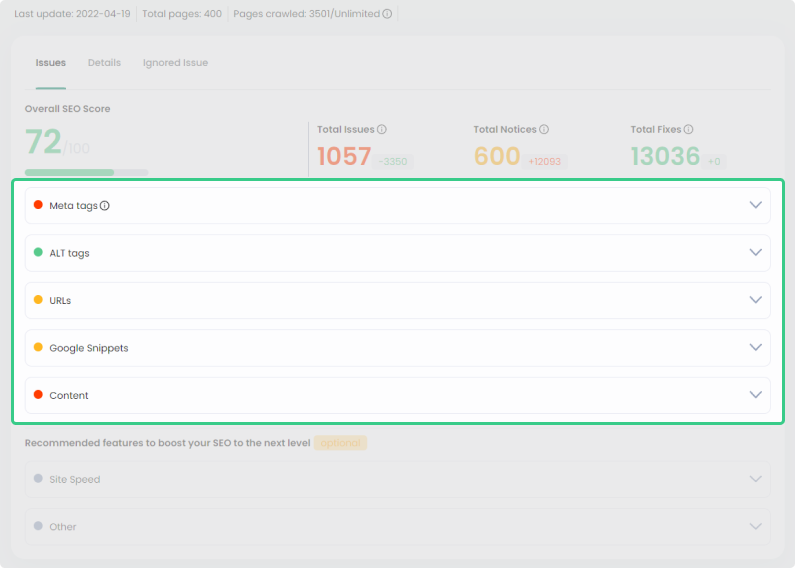 Last update: 2022-04-19 Total pages: 400 Pages crawled: 3501/Unlimited
Issues Details Ignored Issue
Overall SEO Score
72/100
Total Issues Total Notices Total Fixes
1057 -3350 600 +12093 13036 +0
Meta tags
ALT tags
URLs
Google Snippets
Content
Recommended features to boost your SEO to the next level optional
Site Speed
Other